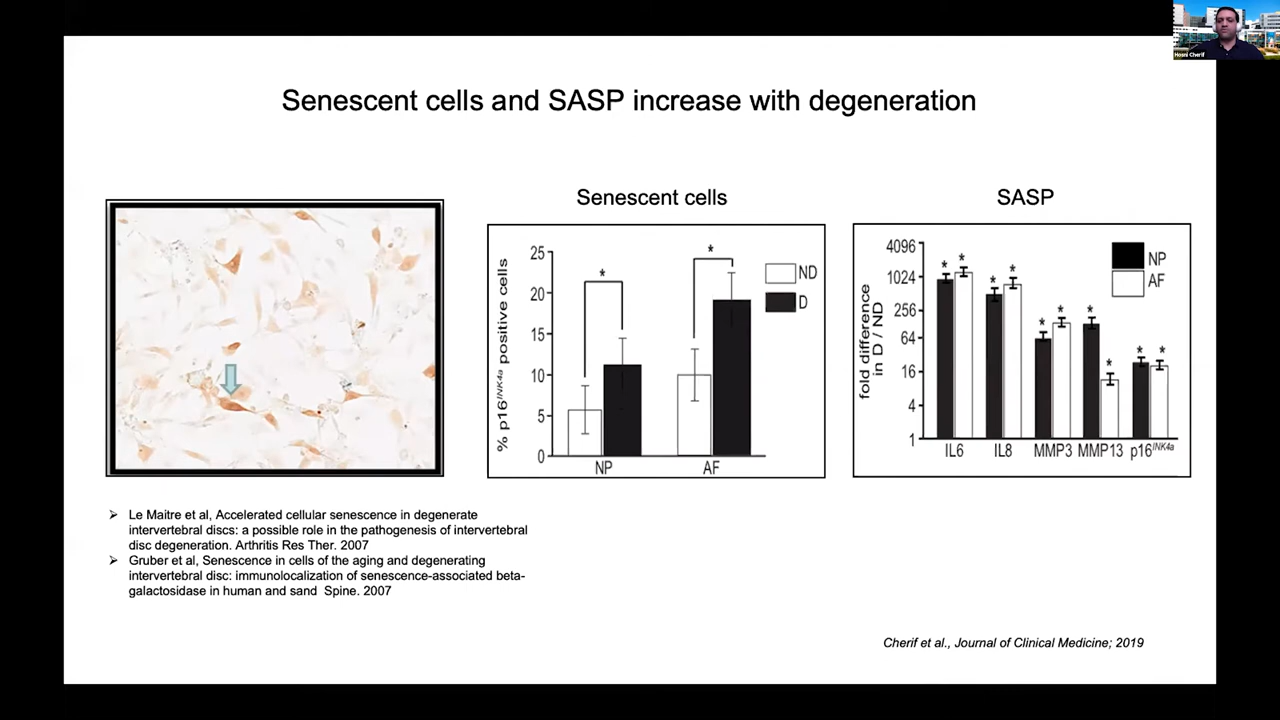 Hosni Cherif
Senescent cells and SASP increase with degeneration
Senescent cells
25
20
15
10
5
0
% p16INK4a positive cells
*
*
ND
D
NP
AF
SASP
4096
1024
256
64
16
4
1
fold difference
in D / ND
* *
* *
* *
* *
* *
NP
AF
IL6 IL8 MMP3 MMP13 p16INK4a
➢ Le Maitre et al, Accelerated cellular senescence in degenerate
intervertebral discs: a possible role in the pathogenesis of intervertebral
disc degeneration. Arthritis Res Ther. 2007
➢ Gruber et al, Senescence in cells of the aging and degenerating
intervertebral disc: immunolocalization of senescence-associated beta-
galactosidase in human and sand Spine. 2007
Cherif et al., Journal of Clinical Medicine; 2019